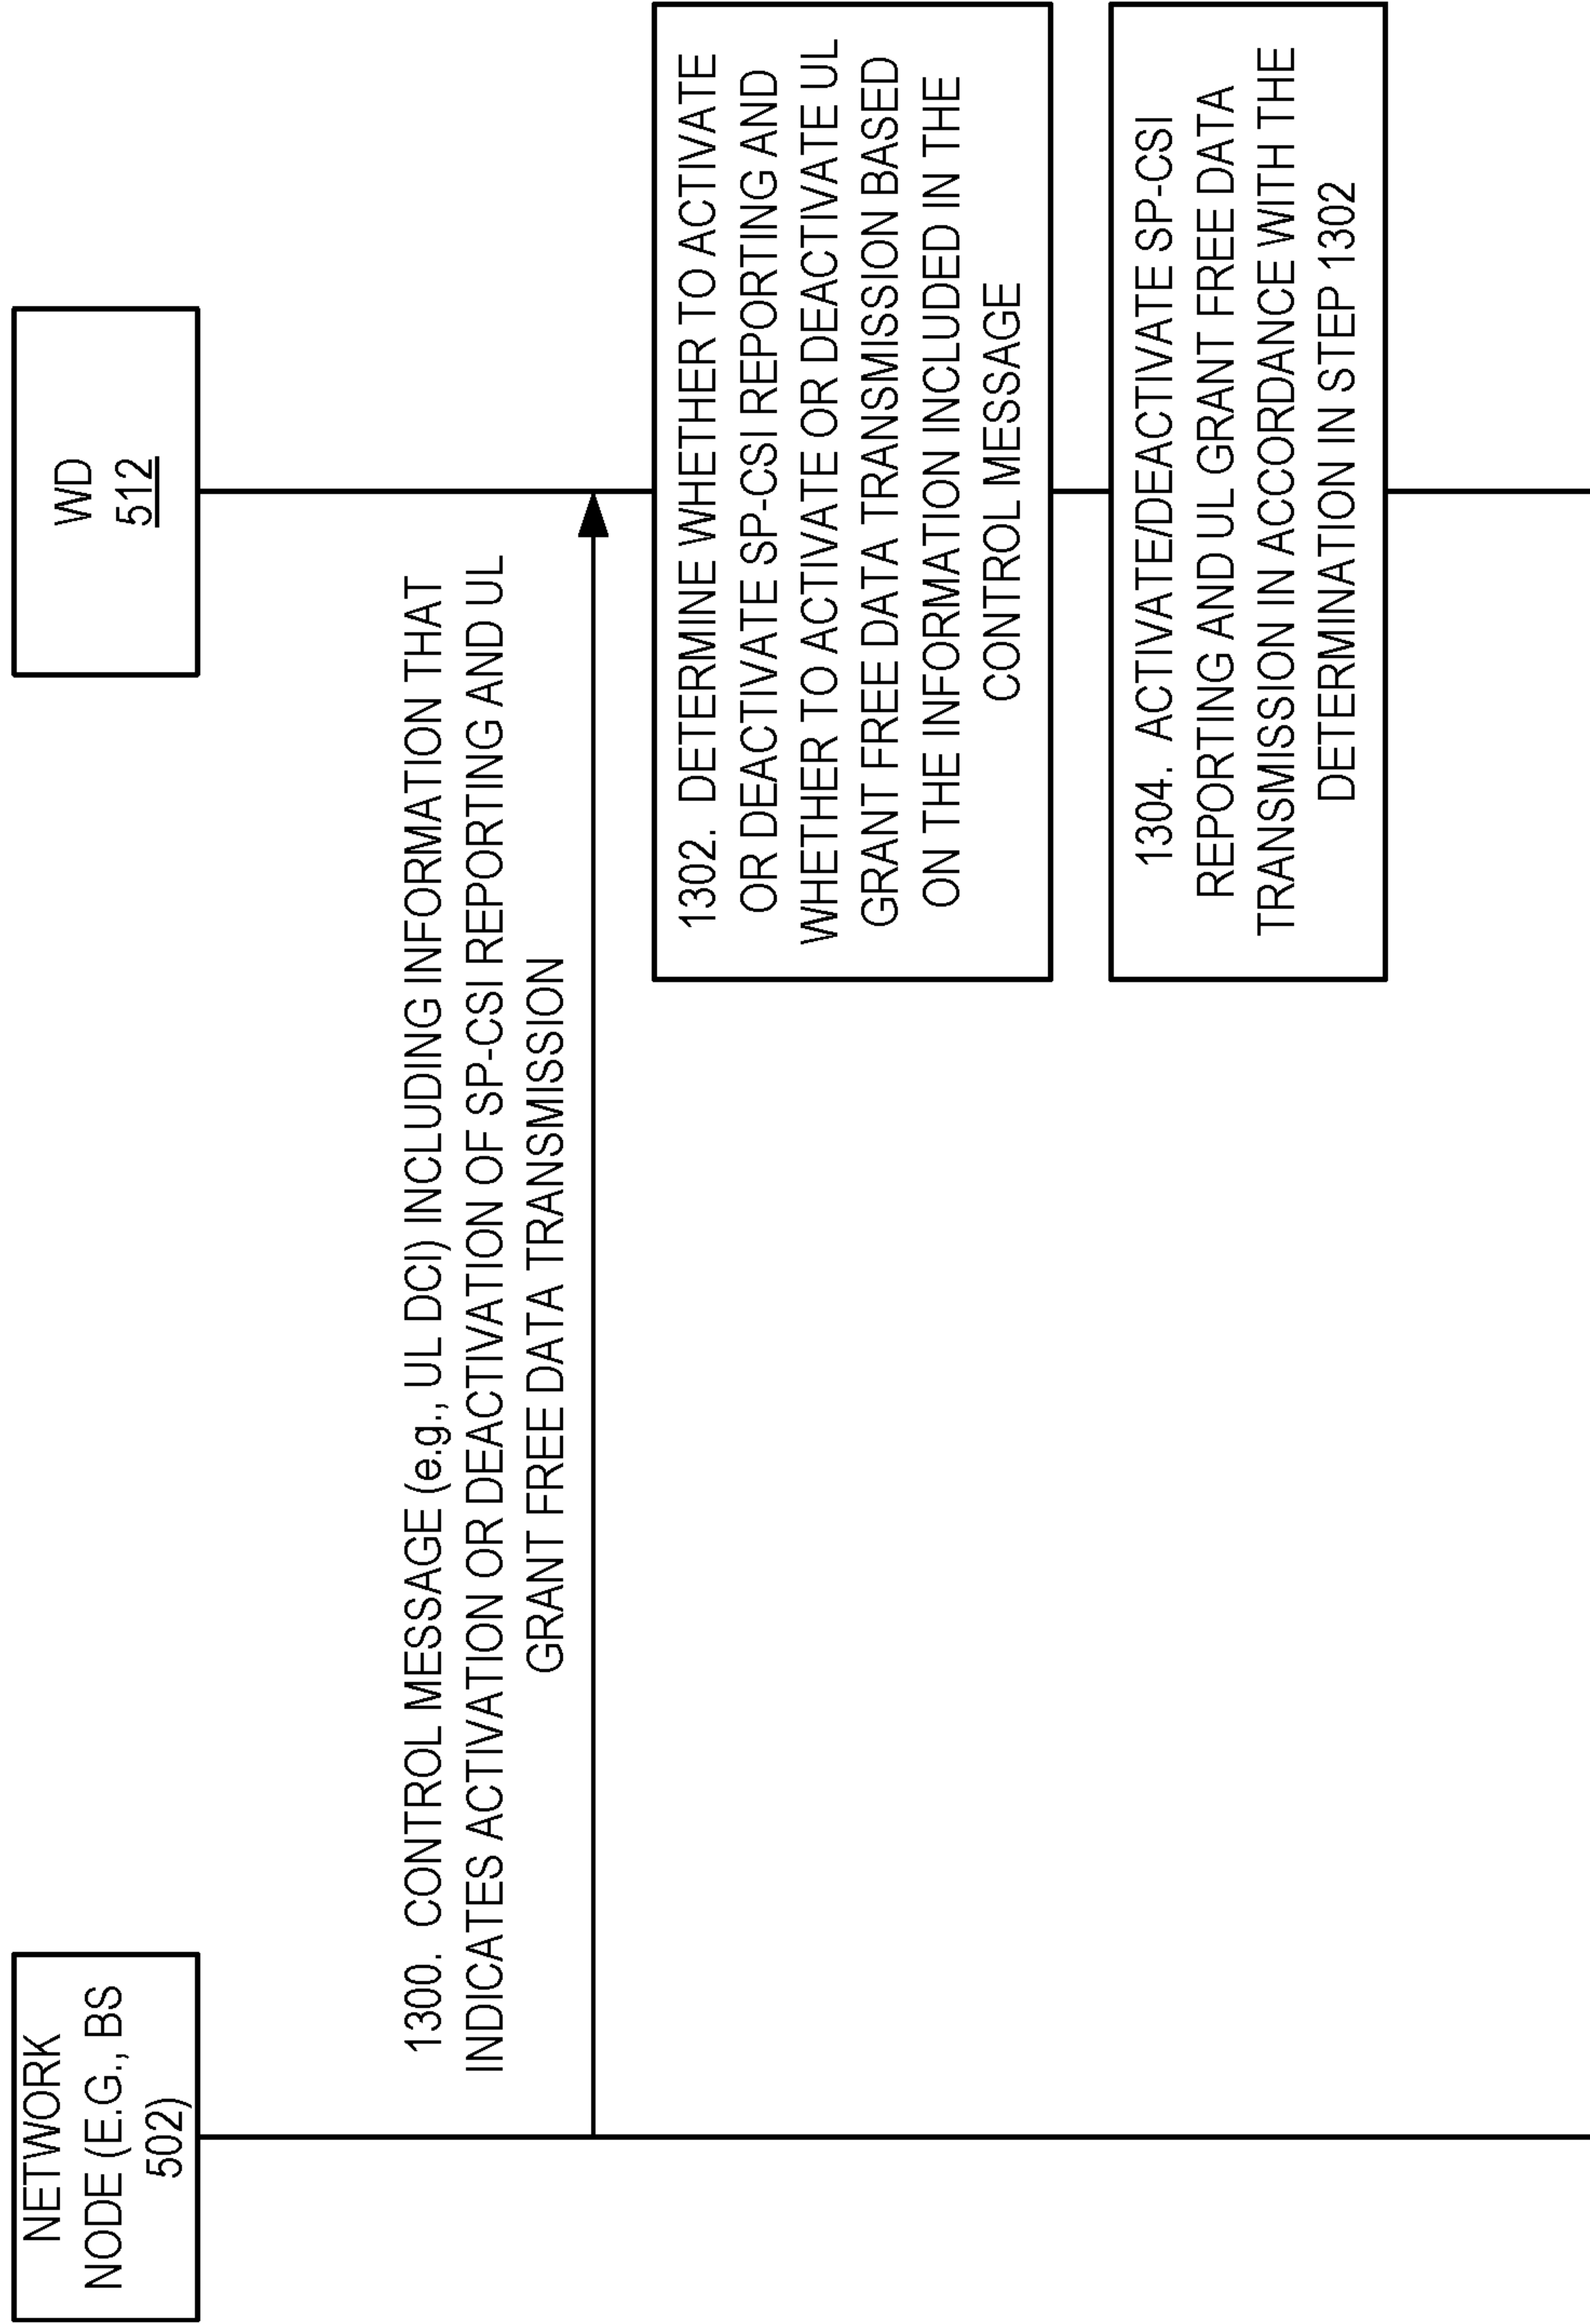 NETWORK
NODE (E.G., BS
502)
WD
512
1300. CONTROL MESSAGE (e.g., UL DCI) INCLUDING INFORMATION THAT
INDICATES ACTIVATION OR DEACTIVATION OF SP-CSI REPORTING AND UL
GRANT FREE DATA TRANSMISSION
1302. DETERMINE WHETHER TO ACTIVATE
OR DEACTIVATE SP-CSI REPORTING AND
WHETHER TO ACTIVATE OR DEACTIVATE UL
GRANT FREE DATA TRANSMISSION BASED
ON THE INFORMATION INCLUDED IN THE
CONTROL MESSAGE
1304. ACTIVATE/DEACTIVATE SP-CSI
REPORTING AND UL GRANT FREE DATA
TRANSMISSION IN ACCORDANCE WITH THE
DETERMINATION IN STEP 1302